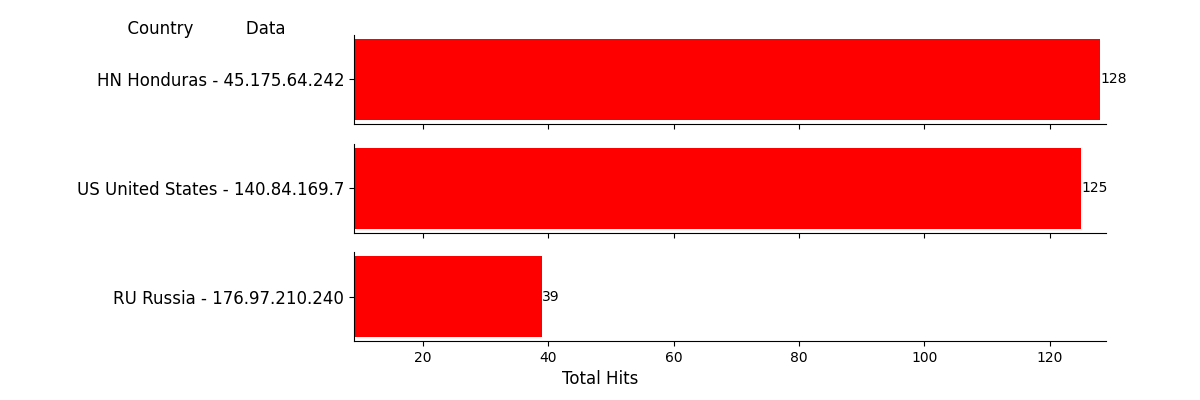 Country Data
HN Honduras - 45.175.64.242
128
US United States - 140.84.169.7
125
RU Russia - 176.97.210.240
39
20 40 60 80 100 120
Total Hits